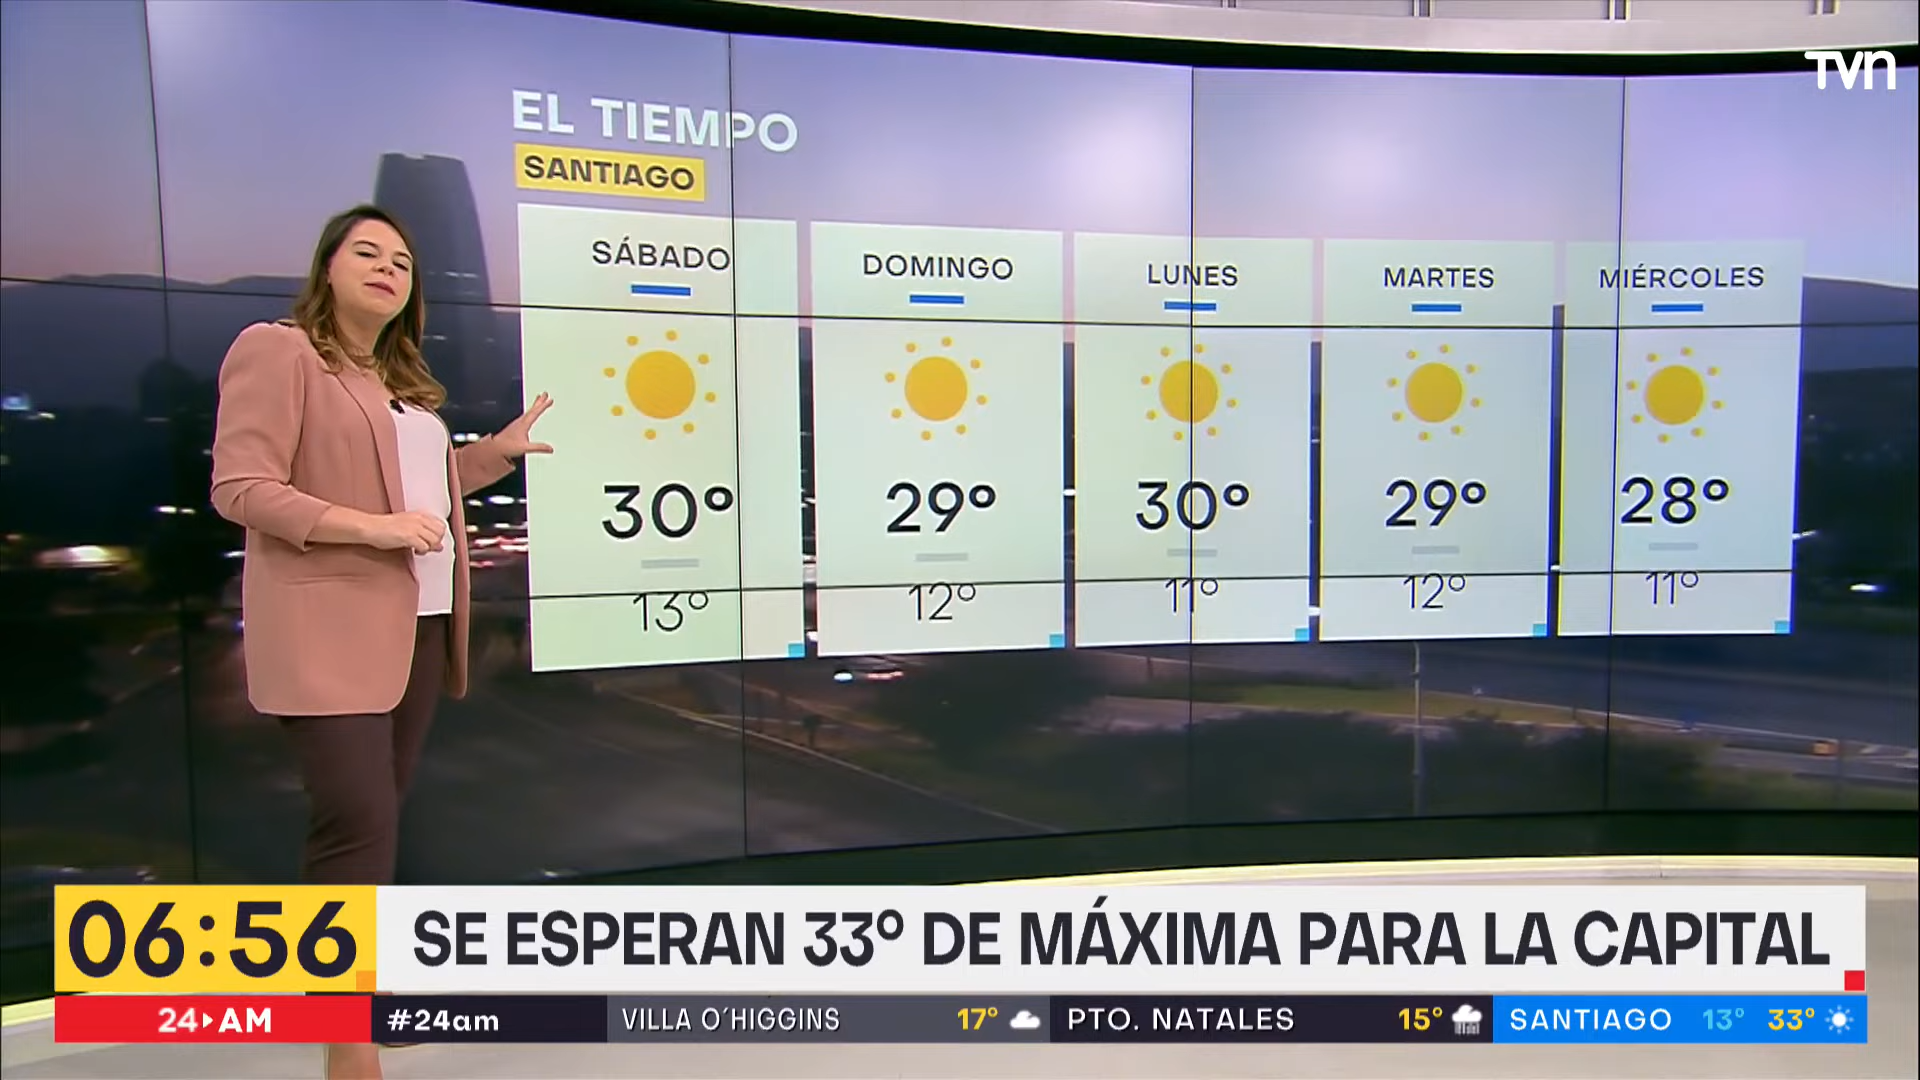 TVN
EL TIEMPO
SANTIAGO
SÁBADO
30°
13°
DOMINGO
29°
12°
LUNES
30°
11°
MARTES
29°
12°
MIÉRCOLES
28°
11°
06:56
SE ESPERAN 33° DE MÁXIMA PARA LA CAPITAL
24 AM #24am VILLA O´HIGGINS 17° PTO. NATALES 15° SANTIAGO 13° 33°